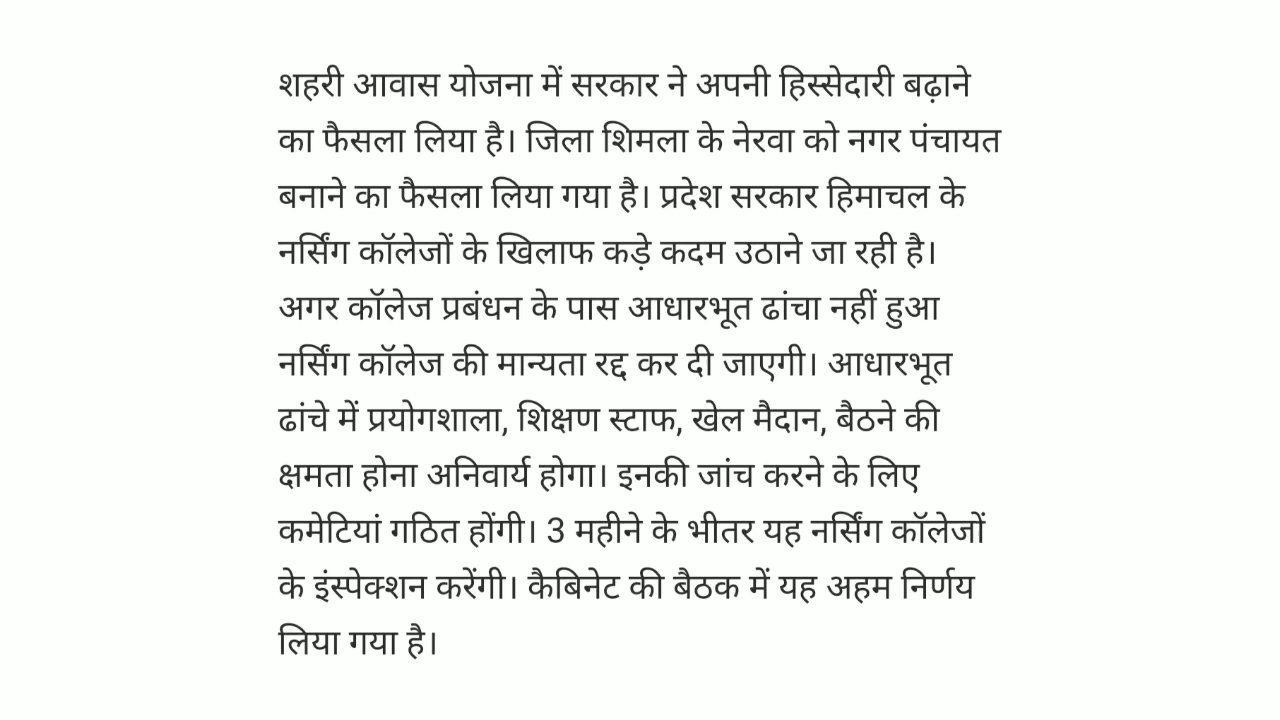 शहरी आवास योजना में सरकार ने अपनी हिस्सेदारी बढ़ाने
का फैसला लिया है। जिला शिमला के नेरवा को नगर पंचायत
बनाने का फैसला लिया गया है। प्रदेश सरकार हिमाचल के
नर्सिंग कॉलेजों के खिलाफ कड़े कदम उठाने जा रही है।
अगर कॉलेज प्रबंधन के पास आधारभूत ढांचा नहीं हुआ
नर्सिंग कॉलेज की मान्यता रद्द कर दी जाएगी। आधारभूत
ढांचे में प्रयोगशाला, शिक्षण स्टाफ, खेल मैदान, बैठने की
क्षमता होना अनिवार्य होगा। इनकी जांच करने के लिए
कमेटियां गठित होंगी। 3 महीने के भीतर यह नर्सिंग कॉलेजों
के इंस्पेक्शन करेंगी। कैबिनेट की बैठक में यह अहम निर्णय
लिया गया है।